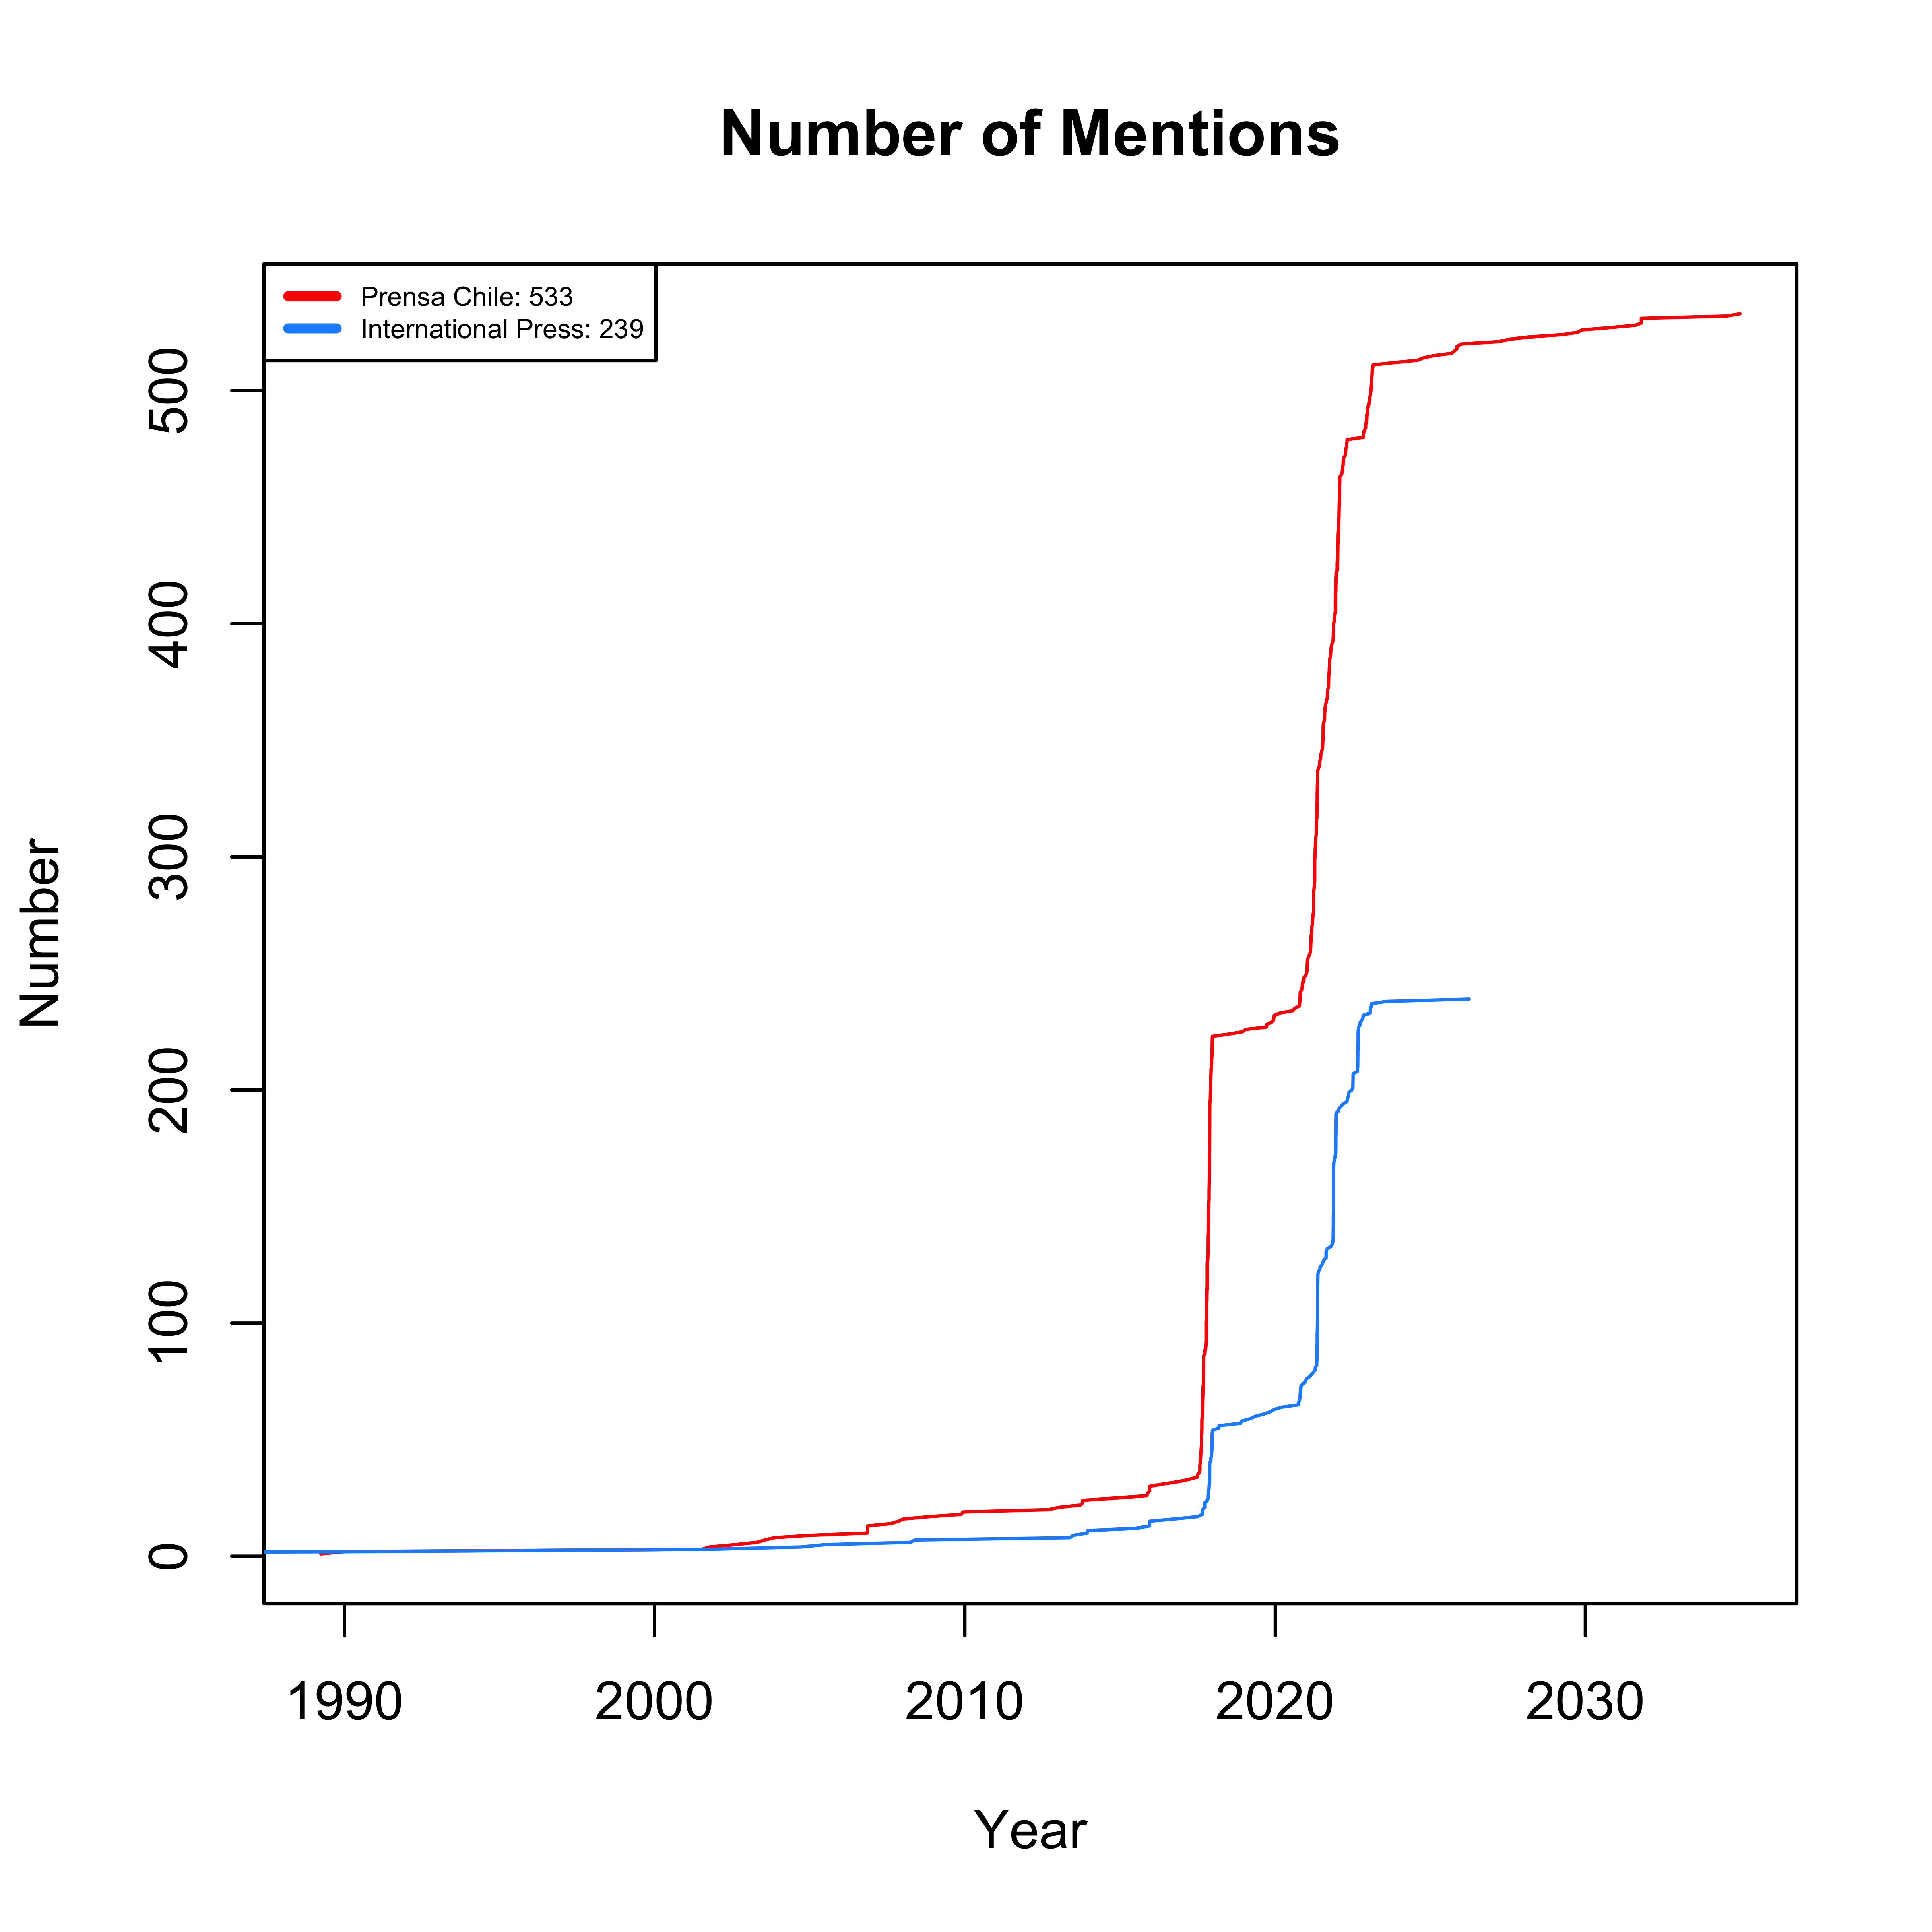 Number of Mentions
Prensa Chile: 533
International Press: 239
Number
500
400
300
200
100
0
1990 2000 2010 2020 2030
Year